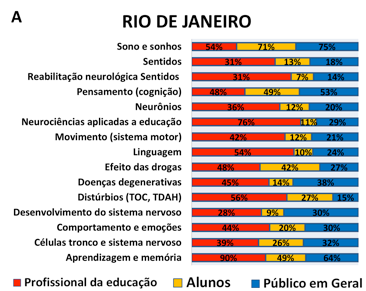 A
RIO DE JANEIRO
Sono e sonhos 54% 71% 75%
Sentidos 31% 13% 18%
Reabilitação neurológica Sentidos 31% 7% 14%
Pensamento (cognição) 48% 49% 53%
Neurônios 36% 12% 20%
Neurociências aplicadas a educação 76% 11% 29%
Movimento (sistema motor) 42% 12% 21%
Linguagem 54% 10% 24%
Efeito das drogas 48% 42% 27%
Doenças degenerativas 45% 14% 38%
Distúrbios (TOC, TDAH) 56% 27% 15%
Desenvolvimento do sistema nervoso 28% 9% 30%
Comportamento e emoções 44% 20% 30%
Células tronco e sistema nervoso 39% 26% 32%
Aprendizagem e memória 90% 49% 64%
Profissional da educação Alunos Público em Geral